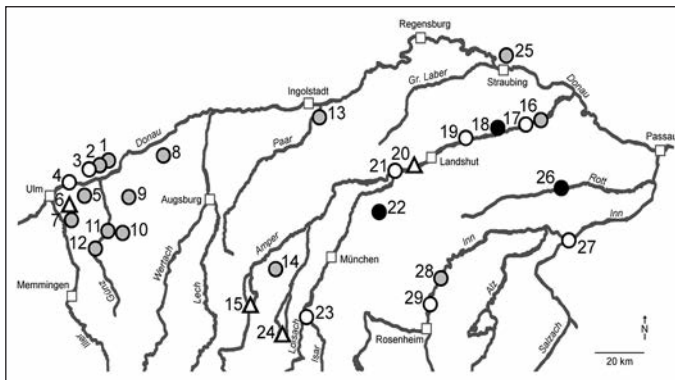 Regensburg
25
Gr. Laber
Straubing
Donau
Ingolstadt
13
Paar
16
17
18
19
Passau
Donau
8
1
2
3
4
Ulm
5
6
7
9
Augsburg
20
21
Landshut
26
Rott
22
Inn
11
10
12
Wertach
Lech
Amper
14
München
Inn
27
Memmingen
Günz
28
15
24
Loisach
23
29
Alz
Iller
Isar
Rosenheim
Salzach
N
20 km